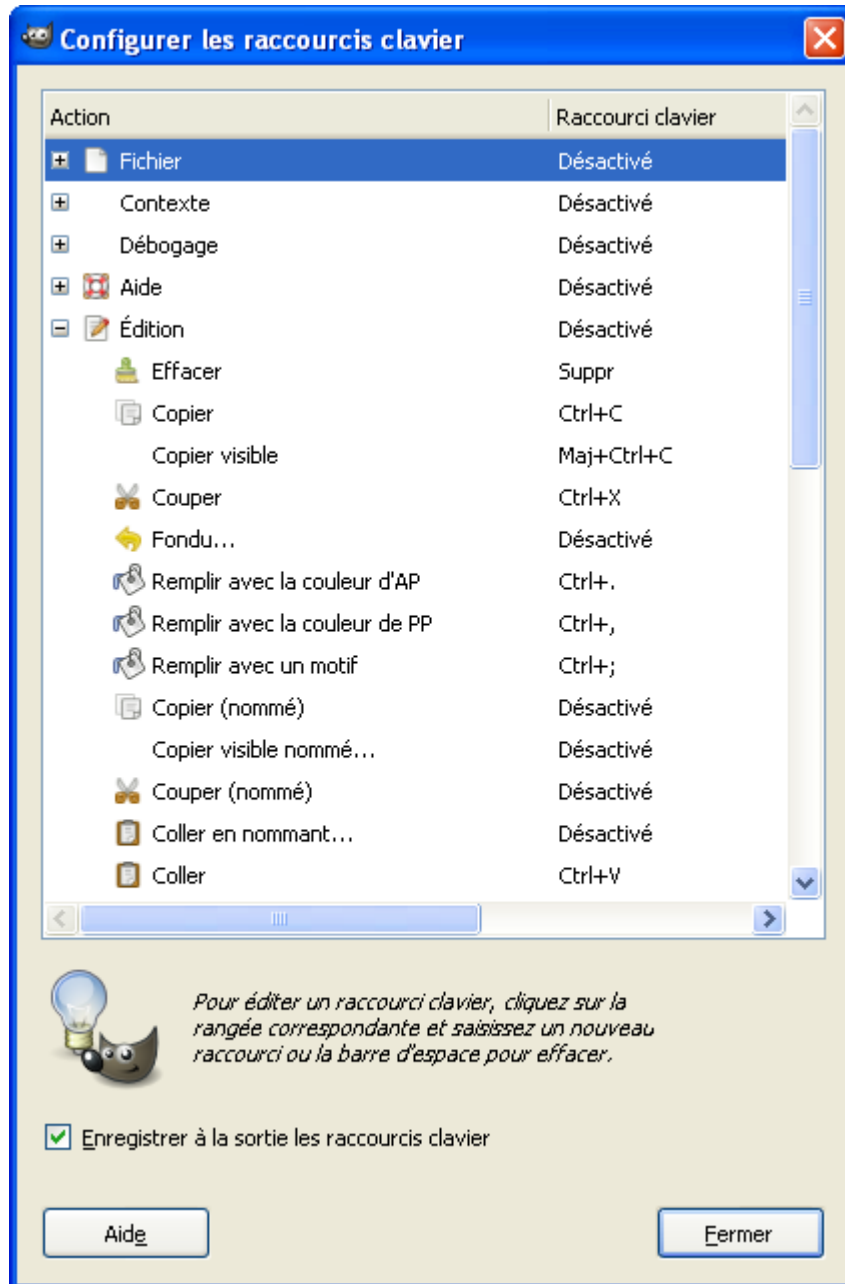 Configurer les raccourcis clavier
Action Raccourci clavier
Fichier Désactivé
Contexte Désactivé
Débogage Désactivé
Aide Désactivé
Édition Désactivé
Effacer Suppr
Copier Ctrl+C
Copier visible Maj+Ctrl+C
Couper Ctrl+X
Fondu... Désactivé
Remplir avec la couleur d'AP Ctrl+.
Remplir avec la couleur de PP Ctrl+,
Remplir avec un motif Ctrl+;
Copier (nommé) Désactivé
Copier visible nommé... Désactivé
Couper (nommé) Désactivé
Coller en nommant... Désactivé
Coller Ctrl+V
Pour éditer un raccourci clavier, cliquez sur la
rangée correspondante et saisissez un nouveau
raccourci ou la barre d'espace pour effacer.
Enregistrer à la sortie les raccourcis clavier
Aide Fermer